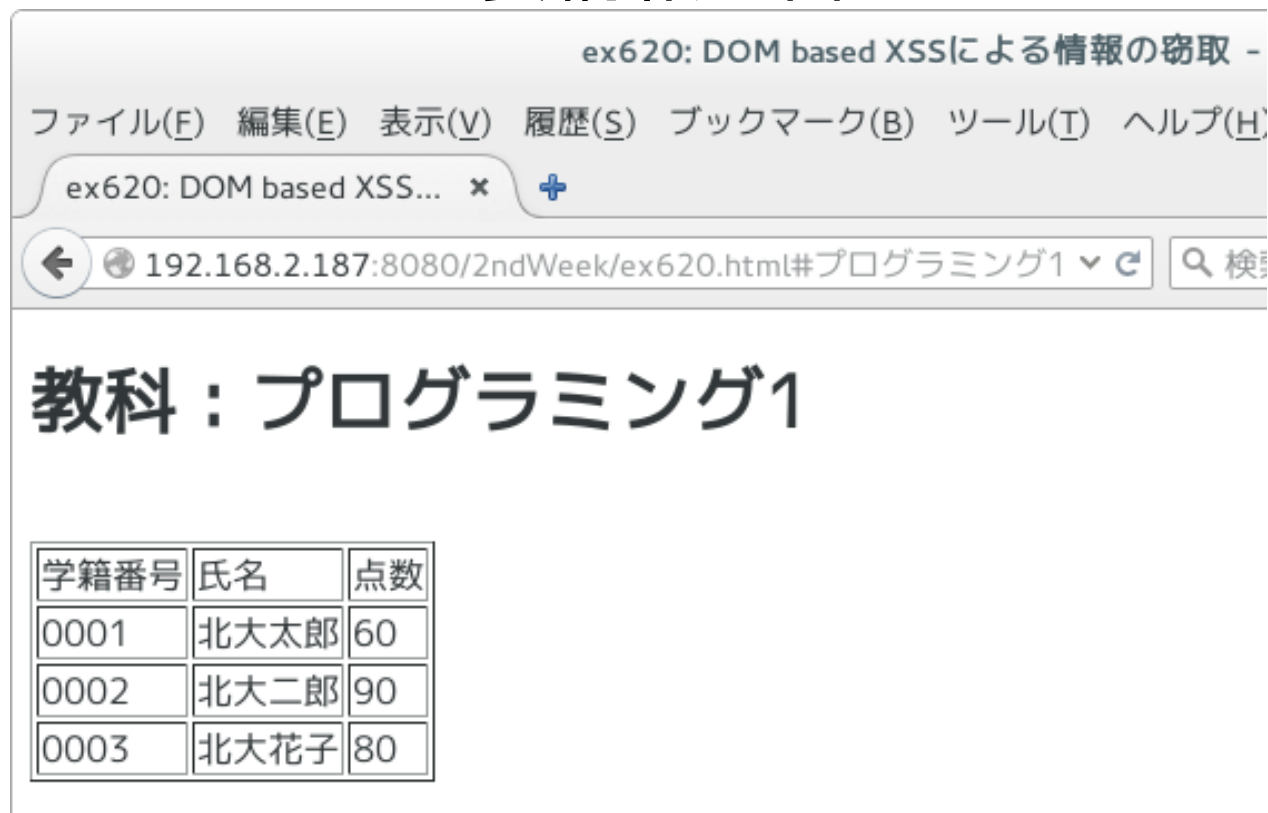 ex620: DOM based XSSによる情報の窃取 -
ファイル(F) 編集(E) 表示(V) 履歴(S) ブックマーク(B) ツール(T) ヘルプ(H)
ex620: DOM based XSS...
192.168.2.187:8080/2ndWeek/ex620.html#プログラミング1
教科：プログラミング1
学籍番号 氏名 点数
0001 北大太郎 60
0002 北大二郎 90
0003 北大花子 80